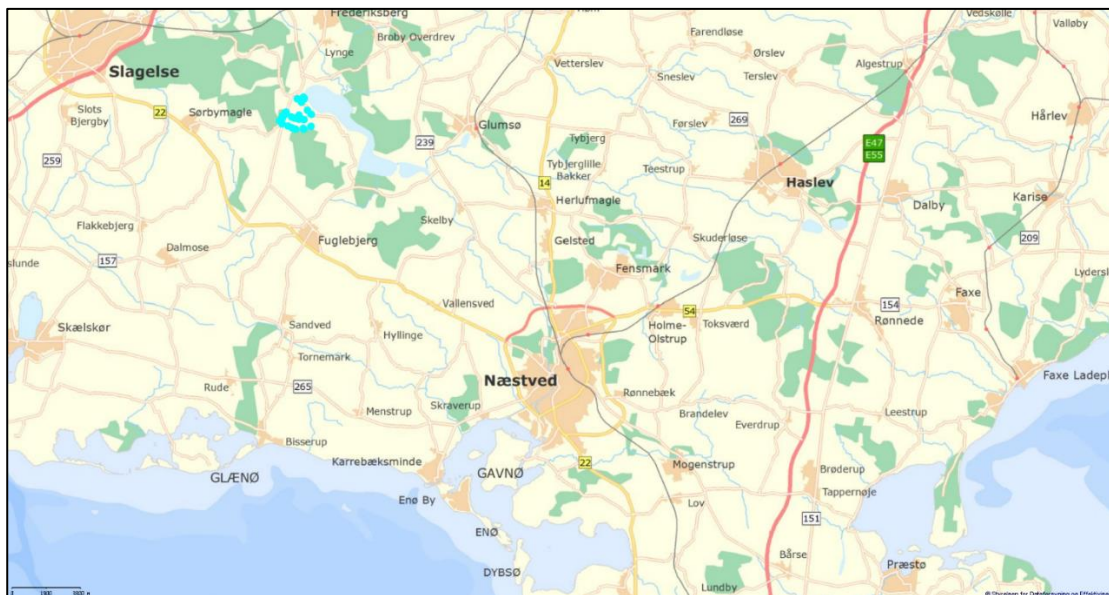 Frederiksberg
Vedskølle
Valløby
Broby Overdrev
Farendløse
Lynge
Ørslev
Vetterslev
Algestrup
Slagelse
Sneslev
Terslev
Slots
Bjergby
22
Sørbymagle
Glumsø
Førslev
269
Hårlev
259
239
Tybjerg
E47
E55
Tybjerglille
Bakker
Teestrup
14
Haslev
Herlufmagle
Dalby
Karise
Flakkebjerg
Skelby
Skuderløse
Fuglebjerg
Gelsted
209
Dalmose
157
Fensmark
Vallensved
154
Faxe
Sandved
54
Skælskør
Hyllinge
Holme-
Olstrup
Toksværd
Rønnede
Tornemark
Næstved
Faxe
Rude
265
Rønnebæk
Menstrup
Skraverup
Brandelev
Leestrup
Everdrup
Bisserup
Karrebæksminde
22
Mogenstrup
Brøderup
GLÆNØ
GAVNØ
Tappernøje
Enø By
Lov
151
ENØ
Bårse
DYBSØ
Lundby
Præstø